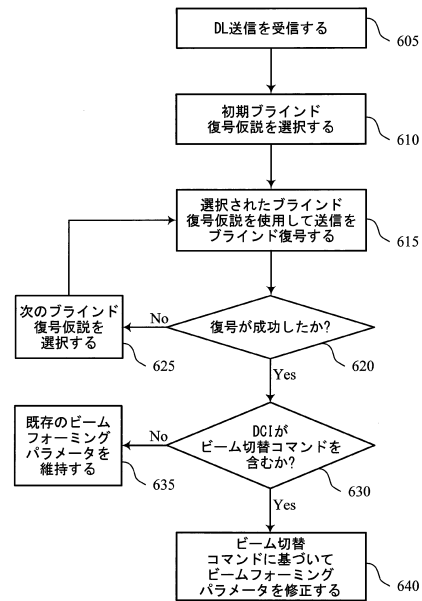 DL送信を受信する
605
初期ブラインド
復号仮説を選択する
610
選択されたブラインド
復号仮説を使用して送信を
ブラインド復号する
615
次のブラインド
復号仮説を
選択する
625
No
復号が成功したか?
620
Yes
既存のビーム
フォーミング
パラメータを
維持する
635
No
DCIが
ビーム切替コマンドを
含むか?
630
Yes
ビーム切替
コマンドに基づいて
ビームフォーミング
パラメータを修正する
640